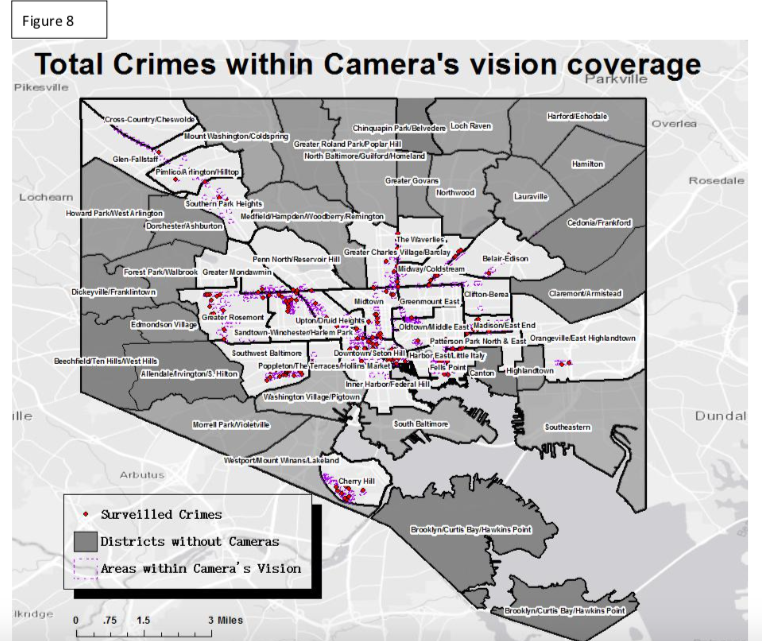 Figure 8
Total Crimes within Camera's vision coverage
Parkville
Pikesville
Cross-Country/Cheswolde
Mount Washington/Coldspring
Chinquapin Park/Belvedere
Loch Raven
Harford/Echodale
Overlea
Greater Roland Park/Poplar Hill
North Baltimore/Guilford/Homeland
Glen-Fallstaff
Pimlico/Arlington/Hilltop
Hamilton
Greater Govans
Rosedale
Northwood
Lauraville
Lochearn
Southern Park Heights
Howard Park/West Arlington
Medfield/Hampden/Woodberry/Remington
Dorchester/Ashburton
Cedonia/Frankford
The Waverlies
Greater Charles Village/Barclay
Penn North/Reservoir Hill
Belair-Edison
Forest Park/Walbrook
Greater Mondawmin
Midway/Coldstream
Dickeyville/Franklintown
Claremont/Armistead
Clifton-Berea
Midtown
Greenmount East
Greater Rosemont
Upton/Druid Heights
Edmondson Village
Oldtown/Middle East
Madison/East End
Sandtown-Winchester/Harlem Park
Orangeville/East Highlandtown
Patterson Park North & East
Southwest Baltimore
Downtown/Seton Hill
Harbor East/Little Italy
Beechfield/Ten Hills/West Hills
Poppleton/The Terraces/Hollins Market
Fells Point
Allendale/Irvington/S. Hilton
Canton
Highlandtown
Inner Harbor/Federal Hill
Washington Village/Pigtown
ille
Dundal
Morrell Park/Violetville
South Baltimore
Southeastern
Westport/Mount Winans/Lakeland
Arbutus
Cherry Hill
Surveilled Crimes
Districts without Cameras
Areas within Camera's Vision
Brooklyn/Curtis Bay/Hawkins Point
Brooklyn/Curtis Bay/Hawkins Point
lkridge
0 .75 1.5 3 Miles